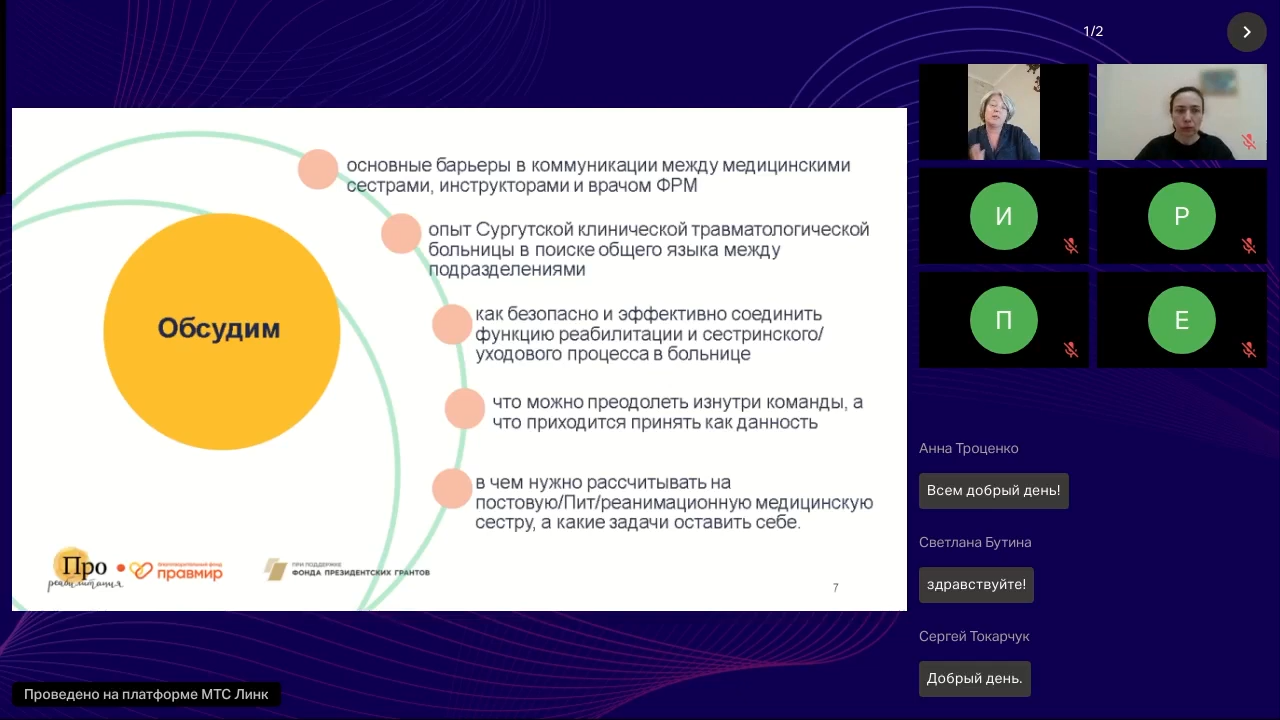 1/2
основные барьеры в коммуникации между медицинскими
сестрами, инструкторами и врачом ФРМ
опыт Сургутской клинической травматологической
больницы в поиске общего языка между
подразделениями
Обсудим
как безопасно и эффективно соединить
функцию реабилитации и сестринского/
уходового процесса в больнице
что можно преодолеть изнутри команды, а
что приходится принять как данность
в чем нужно рассчитывать на
постовую/Пит/реанимационную медицинскую
сестру, а какие задачи оставить себе.
Про
реабилитация
благотворительный фонд
правмир
ПРИ ПОДДЕРЖКЕ
ФОНДА ПРЕЗИДЕНТСКИХ ГРАНТОВ
7
И
Р
П
Е
Анна Троценко
Всем добрый день!
Светлана Бутина
здравствуйте!
Сергей Токарчук
Добрый день.
Проведено на платформе МТС Линк